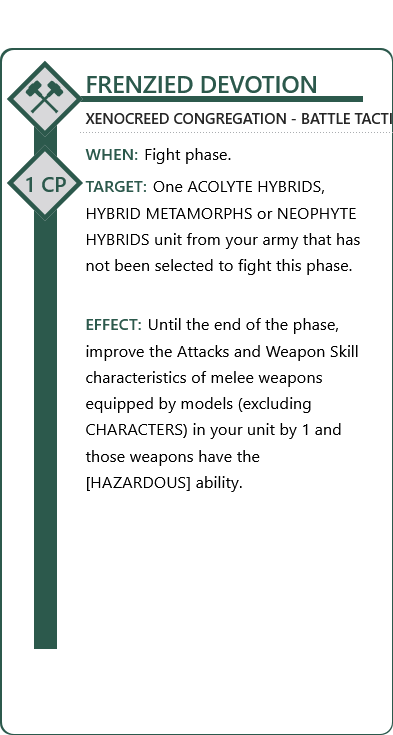 FRENZIED DEVOTION
XENOCREED CONGREGATION - BATTLE TACTI
WHEN: Fight phase.
1 CP
TARGET: One ACOLYTE HYBRIDS,
HYBRID METAMORPHS or NEOPHYTE
HYBRIDS unit from your army that has
not been selected to fight this phase.
EFFECT: Until the end of the phase,
improve the Attacks and Weapon Skill
characteristics of melee weapons
equipped by models (excluding
CHARACTERS) in your unit by 1 and
those weapons have the
[HAZARDOUS] ability.